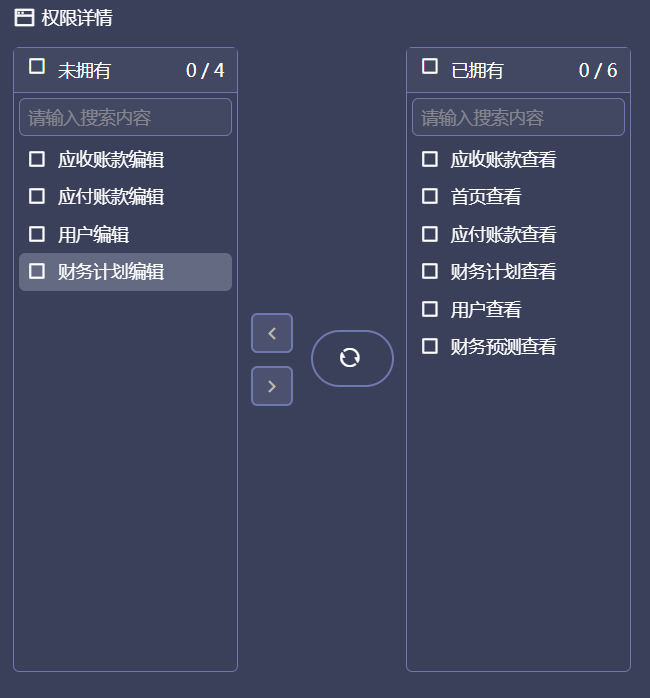 权限详情
未拥有 0 / 4
请输入搜索内容
应收账款编辑
应付账款编辑
用户编辑
财务计划编辑
已拥有 0 / 6
请输入搜索内容
应收账款查看
首页查看
应付账款查看
财务计划查看
用户查看
财务预测查看